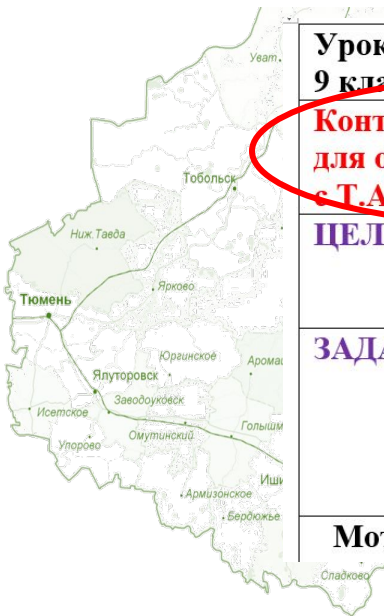 Уват
Тобольск
Ниж.Тавда
Ярково
Тюмень
Юргинское
Ялуторовск
Заводоуковск
Исетское
Омутинский
Упорово
Армизонское
Бердюжье
Сладково
Урок
9 кла
Конт
для о
с Т.А
ЦЕЛ
ЗАДА
Мот